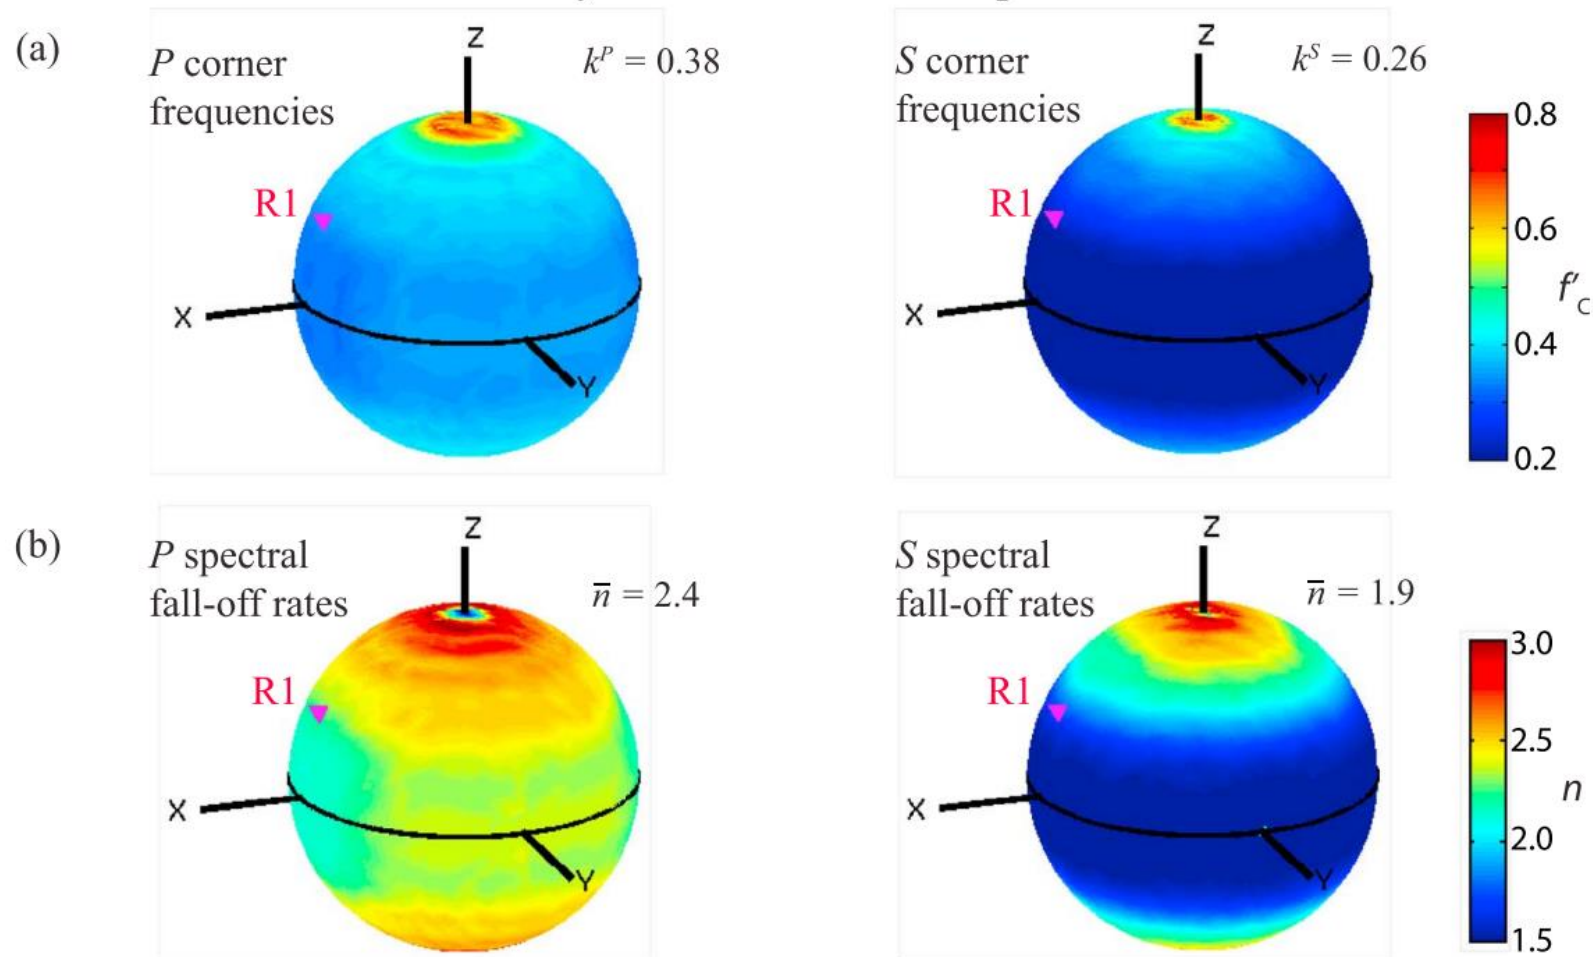 (a)
P corner
frequencies
kᴾ = 0.38
Z
R1
X
Y
S corner
frequencies
kˢ = 0.26
Z
R1
X
Y
0.8
0.6
0.4
0.2
f′C
(b)
P spectral
fall-off rates
n̅ = 2.4
Z
R1
X
Y
S spectral
fall-off rates
n̅ = 1.9
Z
R1
X
Y
3.0
2.5
2.0
1.5
n